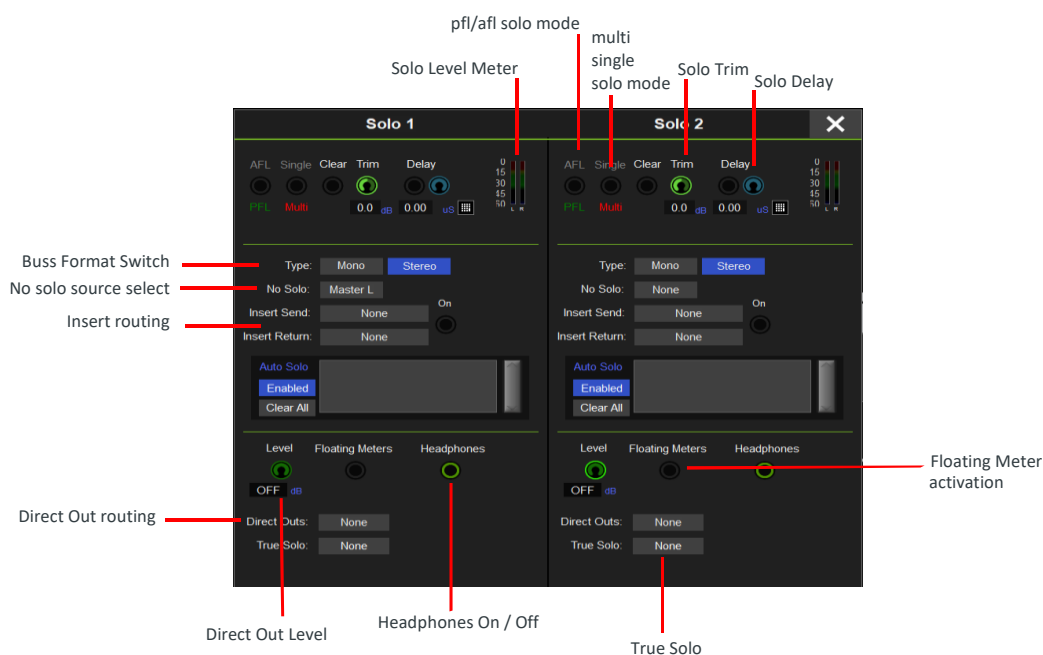 pfl/afl solo mode
multi
single
solo mode
Solo Level Meter
Solo Trim
Solo Delay
Solo 1
Solo 2
AFL Single Clear Trim Delay
0
15
30
45
60
PFL Multi 0.0 dB 0.00 uS L R
AFL Single Clear Trim Delay
0
15
30
45
60
PFL Multi 0.0 dB 0.00 uS L R
Buss Format Switch
Type: Mono Stereo
Type: Mono Stereo
No solo source select
No Solo: Master L
No Solo: None
On
On
Insert routing
Insert Send: None
Insert Send: None
Insert Return: None
Insert Return: None
Auto Solo
Enabled
Clear All
Auto Solo
Enabled
Clear All
Level Floating Meters Headphones
OFF dB
Level Floating Meters Headphones
OFF dB
Floating Meter
activation
Direct Out routing
Direct Outs: None
Direct Outs: None
True Solo: None
True Solo: None
Direct Out Level
Headphones On / Off
True Solo